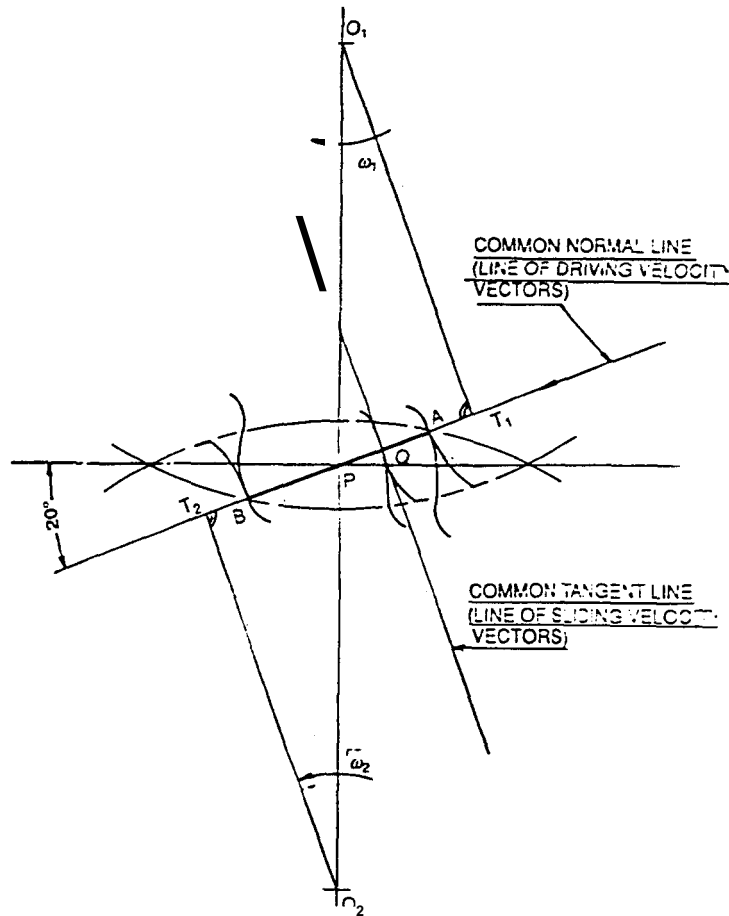 O₁
ω₁
COMMON NORMAL LINE
(LINE OF DRIVING VELOCITY
VECTORS)
A
T₁
Q
P
20°
T₂
B
COMMON TANGENT LINE
(LINE OF SLIDING VELOCITY
VECTORS)
ω₂
O₂